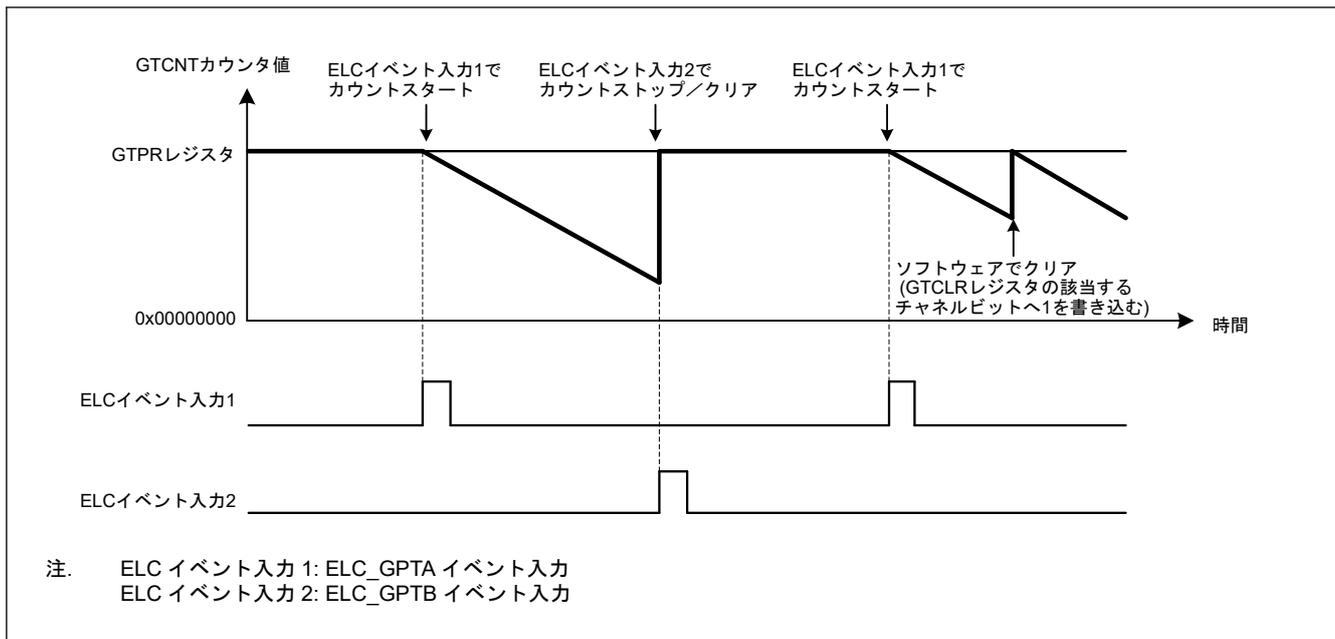 GTCNTカウンタ値
ELCイベント入力1で
カウントスタート
ELCイベント入力2で
カウントストップ／クリア
ELCイベント入力1で
カウントスタート
GTPRレジスタ
ソフトウェアでクリア
(GTCLRレジスタの該当する
チャネルビットへ1を書き込む)
0x00000000
時間
ELCイベント入力1
ELCイベント入力2
注. ELC イベント入力 1: ELC_GPTA イベント入力
ELC イベント入力 2: ELC_GPTB イベント入力